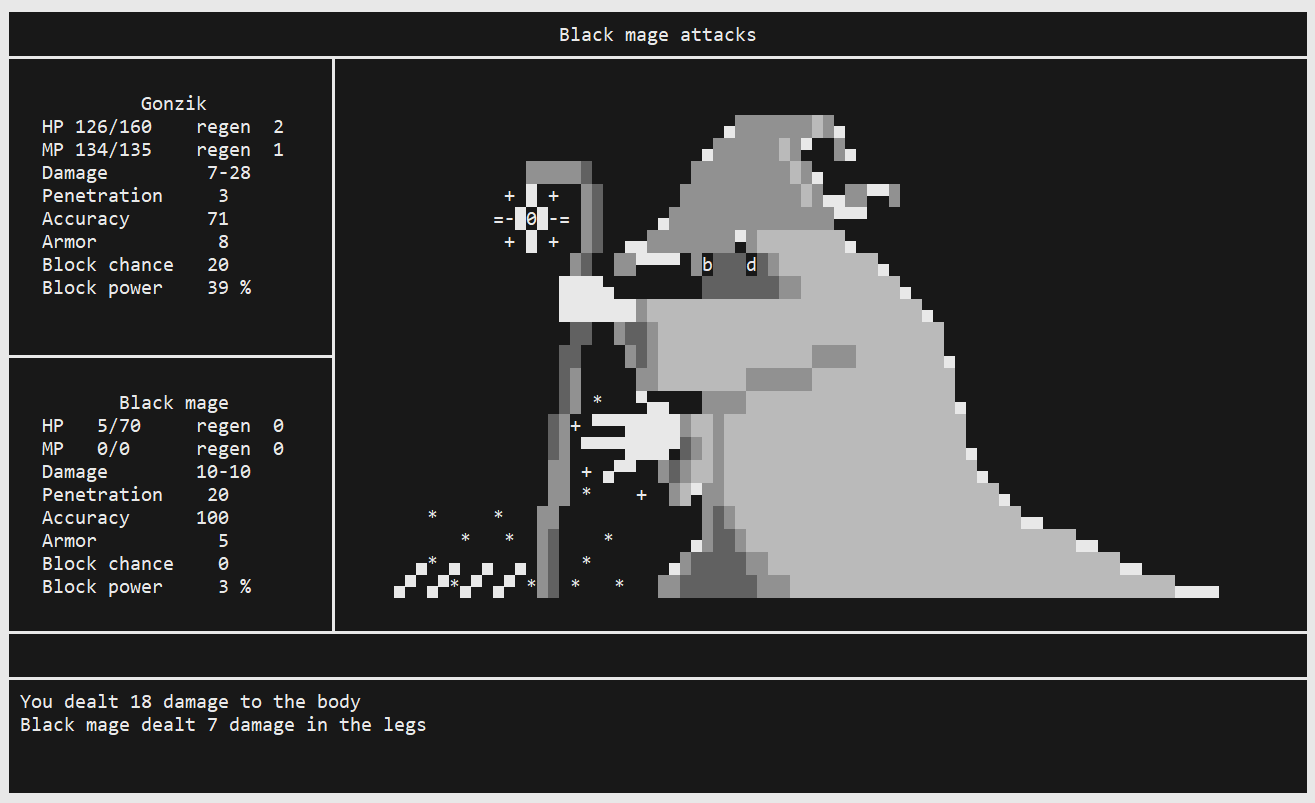 Black mage attacks
Gonzik
HP 126/160 regen 2
MP 134/135 regen 1
Damage 7-28
Penetration 3
Accuracy 71
Armor 8
Block chance 20
Block power 39 %
Black mage
HP 5/70 regen 0
MP 0/0 regen 0
Damage 10-10
Penetration 20
Accuracy 100
Armor 5
Block chance 0
Block power 3 %
+ +
=- 0 -=
+ +
b d
*
+
+
* +
* *
* * *
* *
* * * *
You dealt 18 damage to the body
Black mage dealt 7 damage in the legs